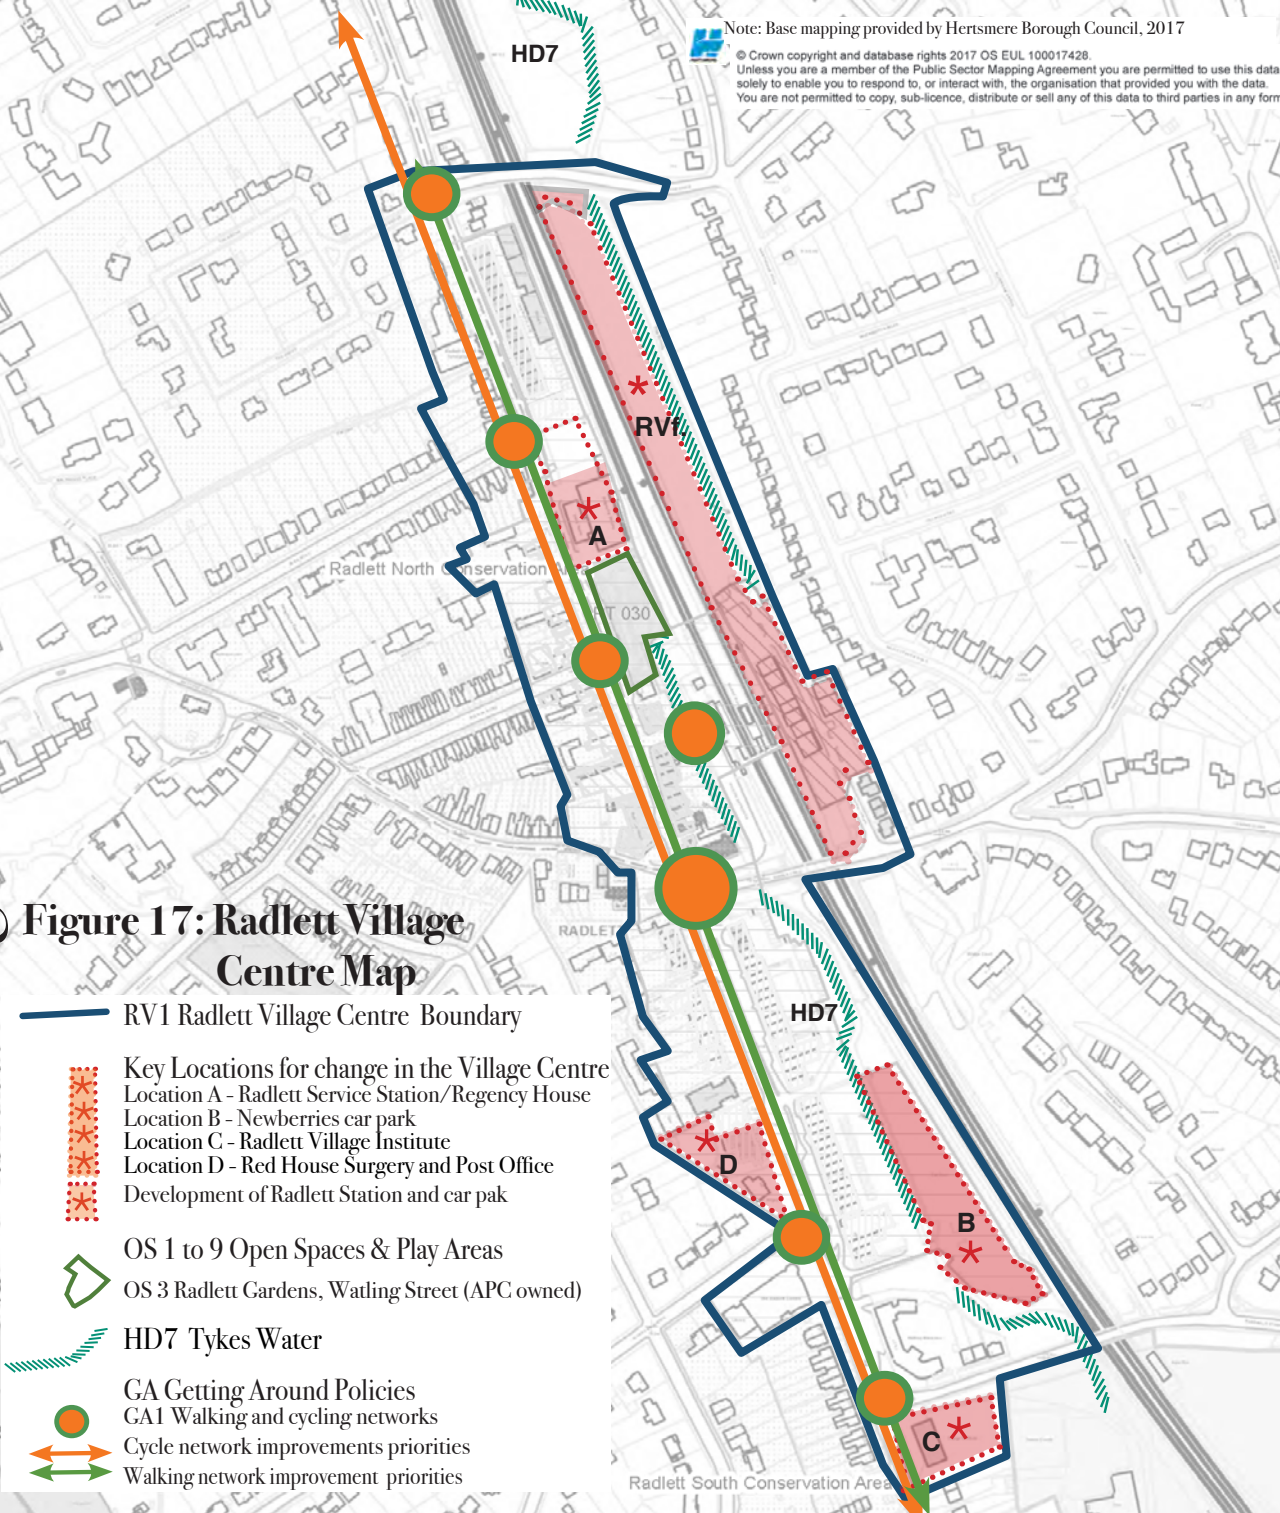 HD7
Note: Base mapping provided by Hertsmere Borough Council, 2017
© Crown copyright and database rights 2017 OS EUL 100017428.
Unless you are a member of the Public Sector Mapping Agreement you are permitted to use this data
solely to enable you to respond to, or interact with, the organisation that provided you with the data.
You are not permitted to copy, sub-licence, distribute or sell any of this data to third parties in any form
RVf.
A
Radlett North Conservation Area
030
RADLET
HD7
D
B
C
Radlett South Conservation Area
Figure 17: Radlett Village
Centre Map
RV1 Radlett Village Centre Boundary
Key Locations for change in the Village Centre
Location A - Radlett Service Station/Regency House
Location B - Newberries car park
Location C - Radlett Village Institute
Location D - Red House Surgery and Post Office
Development of Radlett Station and car pak
OS 1 to 9 Open Spaces & Play Areas
OS 3 Radlett Gardens, Watling Street (APC owned)
HD7 Tykes Water
GA Getting Around Policies
GA1 Walking and cycling networks
Cycle network improvements priorities
Walking network improvement priorities